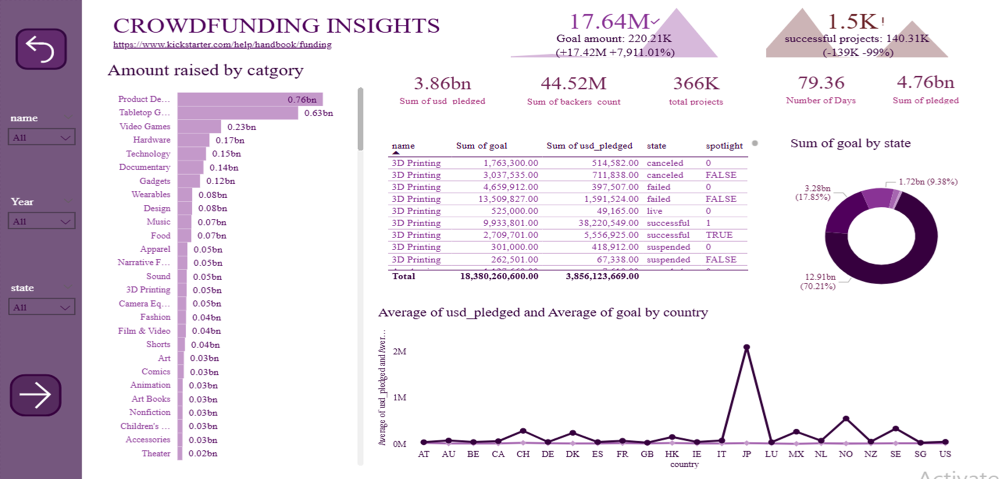 CROWDFUNDING INSIGHTS
https://www.kickstarter.com/help/handbook/funding
17.64M
Goal amount: 220.21K
(+17.42M +7,911.01%)
1.5K!
successful projects: 140.31K
(-139K -99%)
name
All
Year
All
state
All
Amount raised by catgory
Product De... 0.76bn
Tabletop G... 0.63bn
Video Games 0.23bn
Hardware 0.17bn
Technology 0.15bn
Documentary 0.14bn
Gadgets 0.12bn
Wearables 0.08bn
Design 0.08bn
Music 0.07bn
Food 0.07bn
Apparel 0.05bn
Narrative F... 0.05bn
Sound 0.05bn
3D Printing 0.05bn
Camera Eq... 0.05bn
Fashion 0.04bn
Film & Video 0.04bn
Shorts 0.04bn
Art 0.03bn
Comics 0.03bn
Animation 0.03bn
Art Books 0.03bn
Nonfiction 0.03bn
Children's ... 0.03bn
Accessories 0.03bn
Theater 0.02bn
3.86bn
Sum of usd_pledged
44.52M
Sum of backers_count
366K
total projects
79.36
Number of Days
4.76bn
Sum of pledged
name Sum of goal Sum of usd_pledged state spotlight
3D Printing 1,763,300.00 514,582.00 canceled 0
3D Printing 3,037,535.00 711,838.00 canceled FALSE
3D Printing 4,659,912.00 397,507.00 failed 0
3D Printing 13,509,827.00 1,591,524.00 failed FALSE
3D Printing 525,000.00 49,165.00 live 0
3D Printing 9,933,801.00 38,220,549.00 successful 1
3D Printing 2,709,701.00 5,556,925.00 successful TRUE
3D Printing 301,000.00 418,912.00 suspended 0
3D Printing 262,501.00 67,338.00 suspended FALSE
Total 18,380,260,600.00 3,856,123,669.00
Sum of goal by state
1.72bn (9.38%)
3.28bn
(17.85%)
12.91bn
(70.21%)
Average of usd_pledged and Average of goal by country
Average of usd_pledged and Aver...
2M
1M
0M
AT AU BE CA CH DE DK ES FR GB HK IE IT JP LU MX NL NO NZ SE SG US
country
Activate